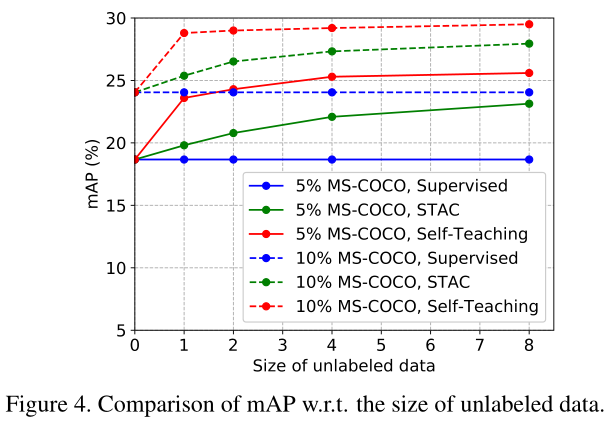 30
25
20
15
10
5
mAP (%)
5% MS-COCO, Supervised
5% MS-COCO, STAC
5% MS-COCO, Self-Teaching
10% MS-COCO, Supervised
10% MS-COCO, STAC
10% MS-COCO, Self-Teaching
0 1 2 3 4 5 6 7 8
Size of unlabeled data
Figure 4. Comparison of mAP w.r.t. the size of unlabeled data.